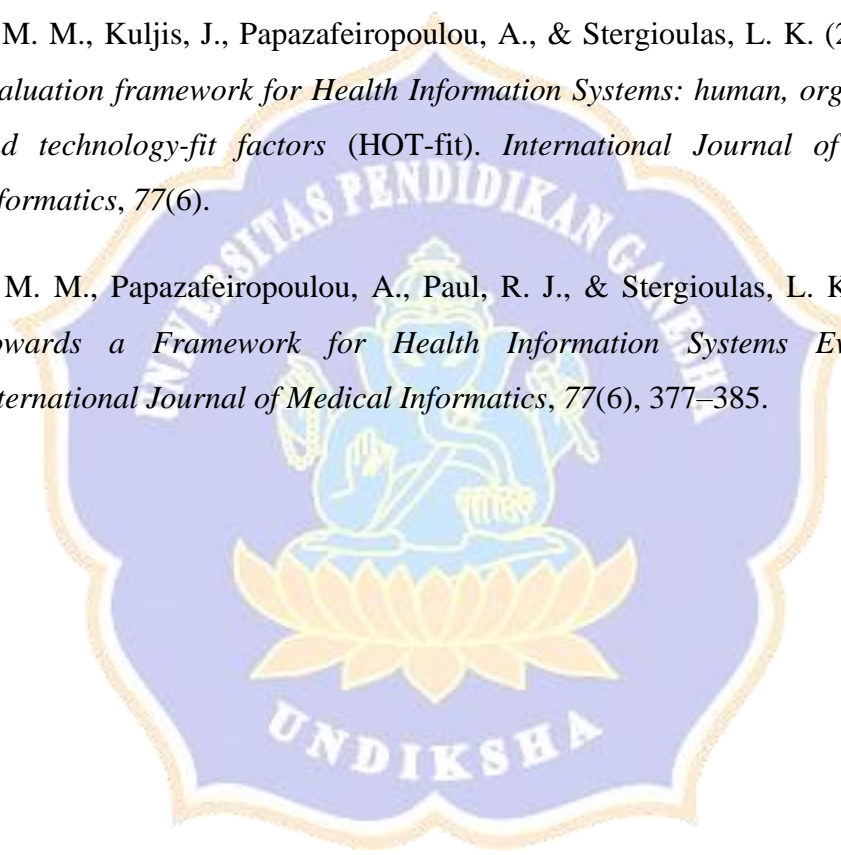 M. M., Kuljis, J., Papazafeiropoulou, A., & Stergioulas, L. K. (2
aluation framework for Health Information Systems: human, org
d technology-fit factors (HOT-fit). International Journal of
formatics, 77(6).
M. M., Papazafeiropoulou, A., Paul, R. J., & Stergioulas, L. K
owards a Framework for Health Information Systems Ev
ternational Journal of Medical Informatics, 77(6), 377–385.
UNIVERSITAS PENDIDIKAN GANESHA
UNDIKSHA